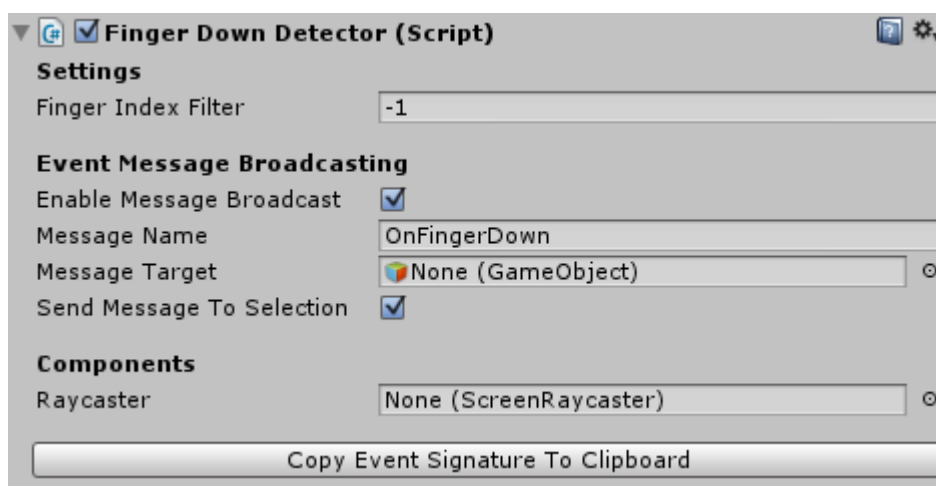 Finger Down Detector (Script)
Settings
Finger Index Filter -1
Event Message Broadcasting
Enable Message Broadcast
Message Name OnFingerDown
Message Target None (GameObject)
Send Message To Selection
Components
Raycaster None (ScreenRaycaster)
Copy Event Signature To Clipboard